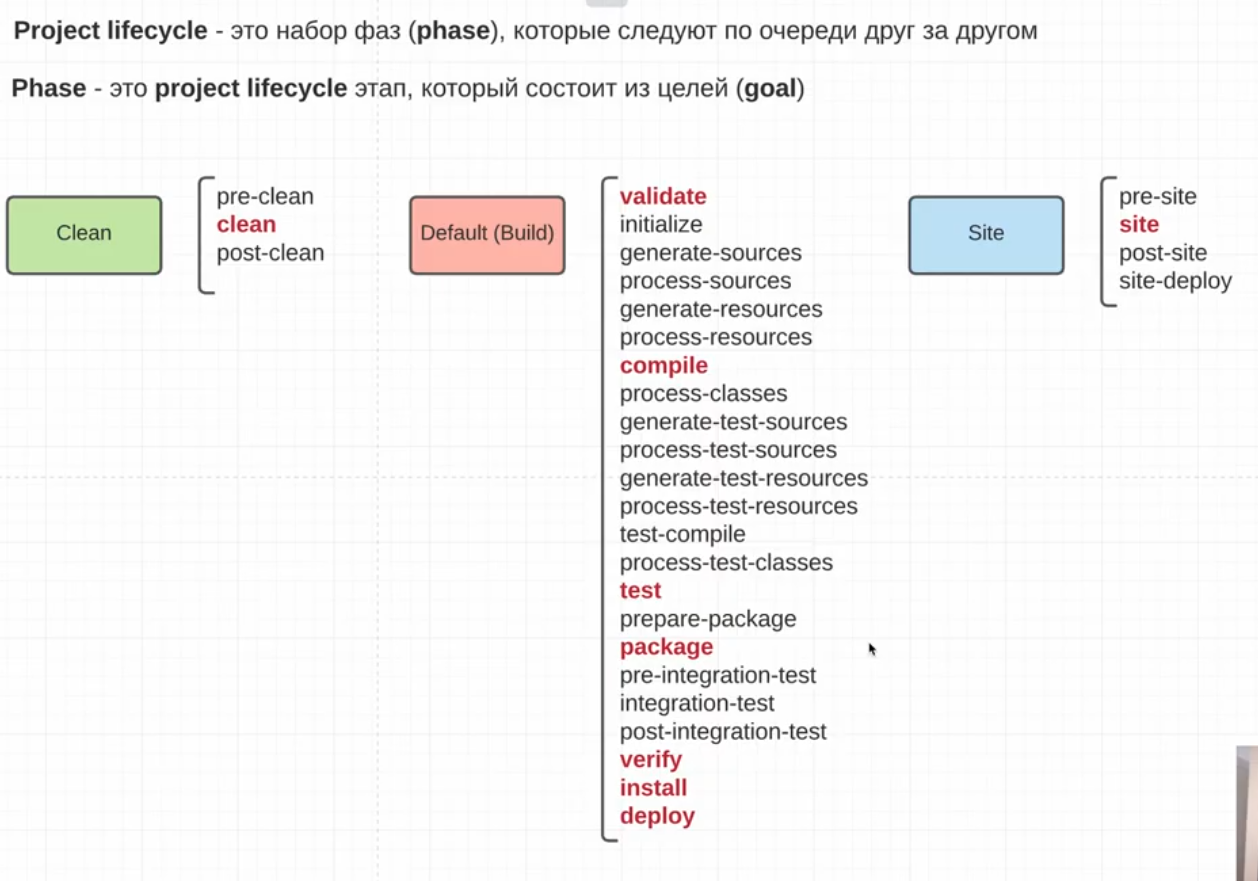 Project lifecycle - это набор фаз (phase), которые следуют по очереди друг за другом
Phase - это project lifecycle этап, который состоит из целей (goal)
Clean
pre-clean
clean
post-clean
Default (Build)
validate
initialize
generate-sources
process-sources
generate-resources
process-resources
compile
process-classes
generate-test-sources
process-test-sources
generate-test-resources
process-test-resources
test-compile
process-test-classes
test
prepare-package
package
pre-integration-test
integration-test
post-integration-test
verify
install
deploy
Site
pre-site
site
post-site
site-deploy